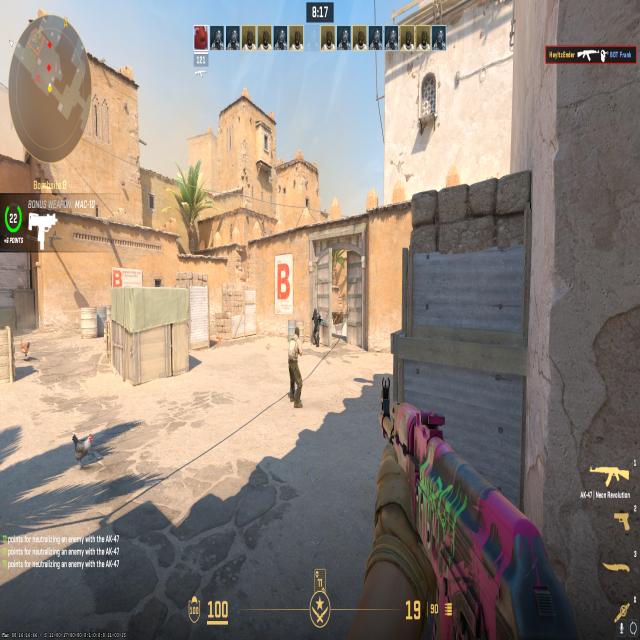 8:17
121
HeyItzEnder BOT Frank
Bombsite B
22
BONUS WEAPON: MAC-10
+3 POINTS
B
B
1
AK-47 | Neon Revolution
2
3
points for neutralizing an enemy with the AK-47
points for neutralizing an enemy with the AK-47
points for neutralizing an enemy with the AK-47
100
100
19 | 90